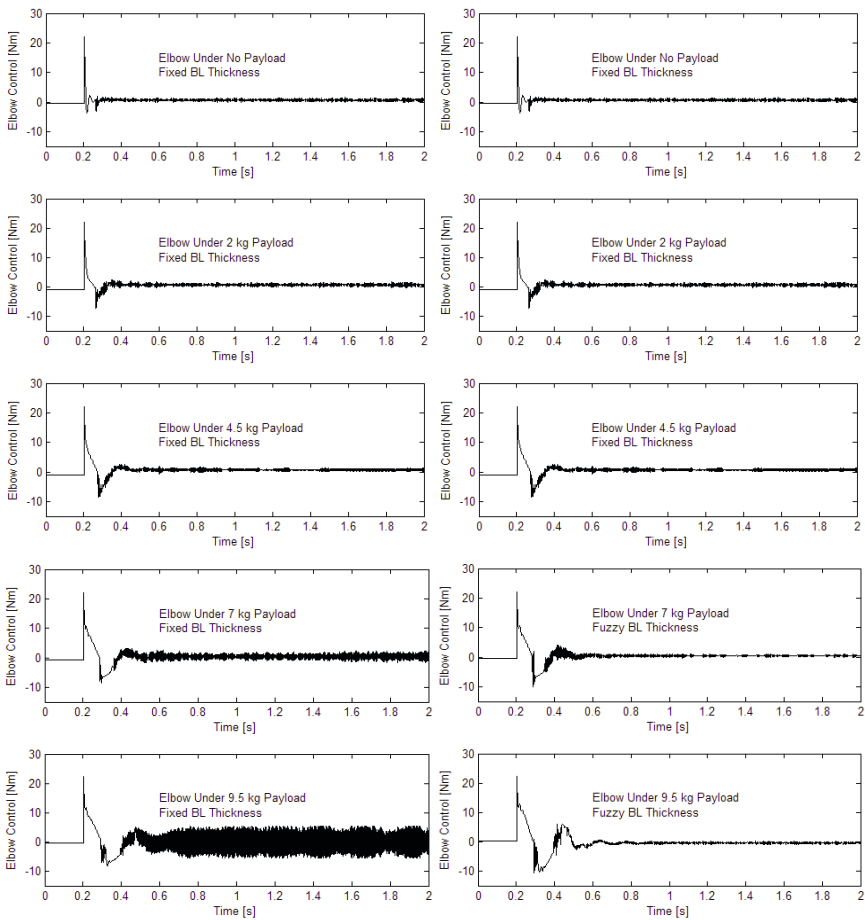 30
20
10
0
-10
Elbow Control [Nm]
Elbow Under No Payload
Fixed BL Thickness
0 0.2 0.4 0.6 0.8 1 1.2 1.4 1.6 1.8 2
Time [s]
30
20
10
0
-10
Elbow Control [Nm]
Elbow Under No Payload
Fixed BL Thickness
0 0.2 0.4 0.6 0.8 1 1.2 1.4 1.6 1.8 2
Time [s]
30
20
10
0
-10
Elbow Control [Nm]
Elbow Under 2 kg Payload
Fixed BL Thickness
0 0.2 0.4 0.6 0.8 1 1.2 1.4 1.6 1.8 2
Time [s]
30
20
10
0
-10
Elbow Control [Nm]
Elbow Under 2 kg Payload
Fixed BL Thickness
0 0.2 0.4 0.6 0.8 1 1.2 1.4 1.6 1.8 2
Time [s]
30
20
10
0
-10
Elbow Control [Nm]
Elbow Under 4.5 kg Payload
Fixed BL Thickness
0 0.2 0.4 0.6 0.8 1 1.2 1.4 1.6 1.8 2
Time [s]
30
20
10
0
-10
Elbow Control [Nm]
Elbow Under 4.5 kg Payload
Fixed BL Thickness
0 0.2 0.4 0.6 0.8 1 1.2 1.4 1.6 1.8 2
Time [s]
30
20
10
0
-10
Elbow Control [Nm]
Elbow Under 7 kg Payload
Fixed BL Thickness
0 0.2 0.4 0.6 0.8 1 1.2 1.4 1.6 1.8 2
Time [s]
30
20
10
0
-10
Elbow Control [Nm]
Elbow Under 7 kg Payload
Fuzzy BL Thickness
0 0.2 0.4 0.6 0.8 1 1.2 1.4 1.6 1.8 2
Time [s]
30
20
10
0
-10
Elbow Control [Nm]
Elbow Under 9.5 kg Payload
Fixed BL Thickness
0 0.2 0.4 0.6 0.8 1 1.2 1.4 1.6 1.8 2
Time [s]
30
20
10
0
-10
Elbow Control [Nm]
Elbow Under 9.5 kg Payload
Fuzzy BL Thickness
0 0.2 0.4 0.6 0.8 1 1.2 1.4 1.6 1.8 2
Time [s]